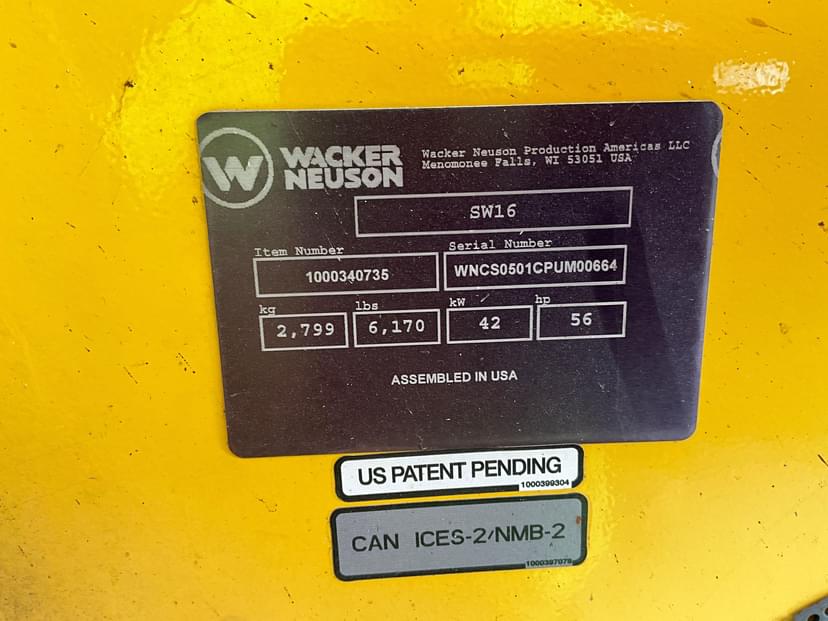 W WACKER
NEUSON
Wacker Neuson Production Americas LLC
Menomonee Falls, WI 53051 USA
SW16
Item Number
Serial Number
1000340735
WNCS0501CPUM00664
kg lbs kW hp
2,799 6,170 42 56
ASSEMBLED IN USA
US PATENT PENDING
1000399304
CAN ICES-2/NMB-2
1000397079